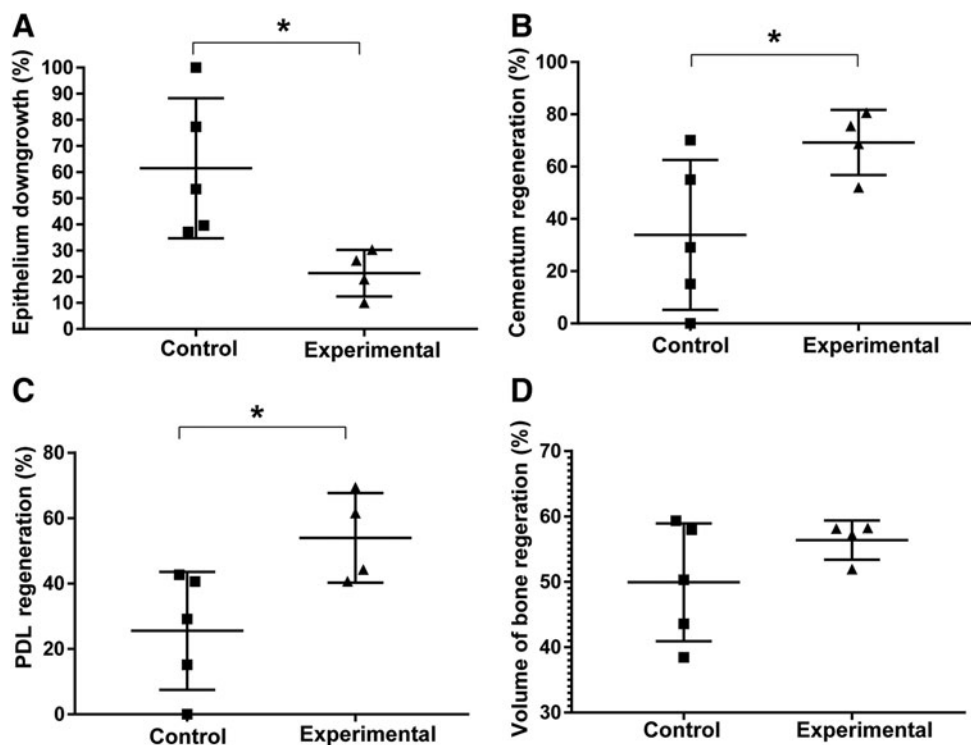 A
*
Epithelium downgrowth (%)
100
90
80
70
60
50
40
30
20
10
0
Control Experimental
B
*
Cementum regeneration (%)
100
80
60
40
20
0
Control Experimental
C
*
PDL regeneration (%)
80
60
40
20
0
Control Experimental
D
Volume of bone regeration (%)
70
60
50
40
30
Control Experimental